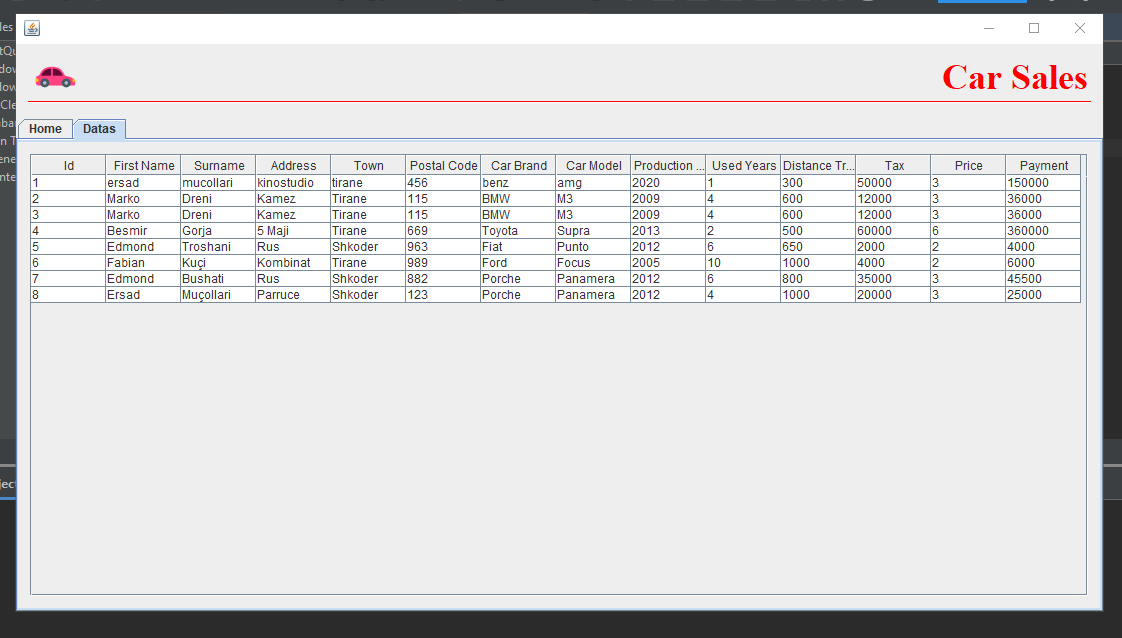 Car Sales
Home Datas
Id First Name Surname Address Town Postal Code Car Brand Car Model Production ... Used Years Distance Tr... Tax Price Payment
1 ersad mucollari kinostudio tirane 456 benz amg 2020 1 300 50000 3 150000
2 Marko Dreni Kamez Tirane 115 BMW M3 2009 4 600 12000 3 36000
3 Marko Dreni Kamez Tirane 115 BMW M3 2009 4 600 12000 3 36000
4 Besmir Gorja 5 Maji Tirane 669 Toyota Supra 2013 2 500 60000 6 360000
5 Edmond Troshani Rus Shkoder 963 Fiat Punto 2012 6 650 2000 2 4000
6 Fabian Kuçi Kombinat Tirane 989 Ford Focus 2005 10 1000 4000 2 6000
7 Edmond Bushati Rus Shkoder 882 Porche Panamera 2012 6 800 35000 3 45500
8 Ersad Muçollari Parruce Shkoder 123 Porche Panamera 2012 4 1000 20000 3 25000